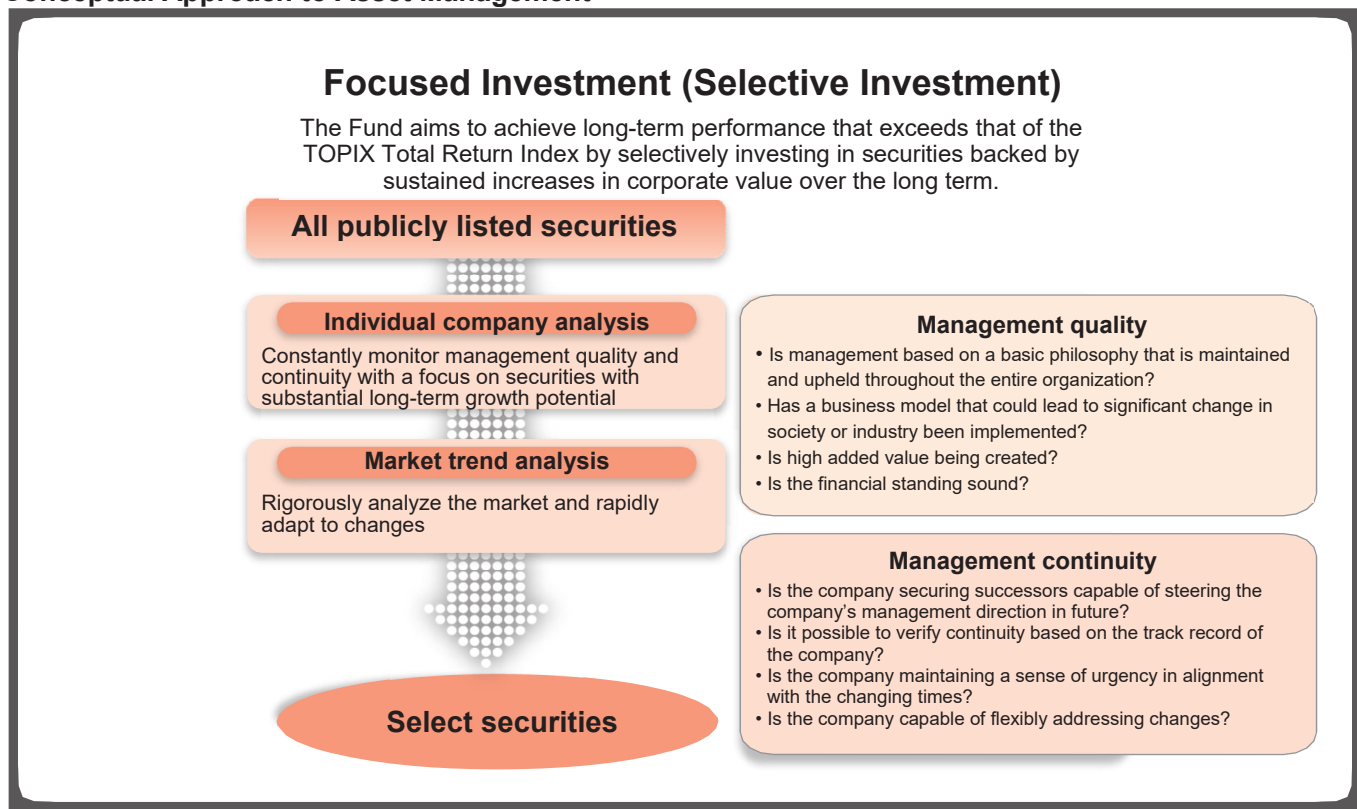 Conceptual Approach to Asset Management
Focused Investment (Selective Investment)
The Fund aims to achieve long-term performance that exceeds that of the
TOPIX Total Return Index by selectively investing in securities backed by
sustained increases in corporate value over the long term.
All publicly listed securities
Individual company analysis
Constantly monitor management quality and
continuity with a focus on securities with
substantial long-term growth potential
Market trend analysis
Rigorously analyze the market and rapidly
adapt to changes
Select securities
Management quality
• Is management based on a basic philosophy that is maintained
and upheld throughout the entire organization?
• Has a business model that could lead to significant change in
society or industry been implemented?
• Is high added value being created?
• Is the financial standing sound?
Management continuity
• Is the company securing successors capable of steering the
company’s management direction in future?
• Is it possible to verify continuity based on the track record of
the company?
• Is the company maintaining a sense of urgency in alignment
with the changing times?
• Is the company capable of flexibly addressing changes?